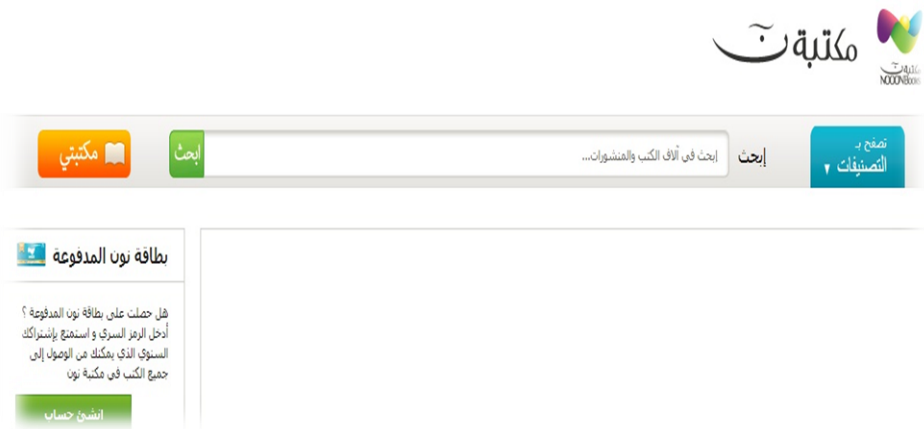 مكتبة نۤ
مكتبة نۤ
NOOONBooks
تصفح بـ
التصنيفات
إبحث
إبحث في آلاف الكتب والمنشورات...
ابحث
مكتبتي
بطاقة نون المدفوعة
هل حصلت على بطاقة نون المدفوعة ؟
أدخل الرمز السري و استمتع بإشتراكك
السنوي الذي يمكنك من الوصول إلى
جميع الكتب في مكتبة نون
انشئ حساب